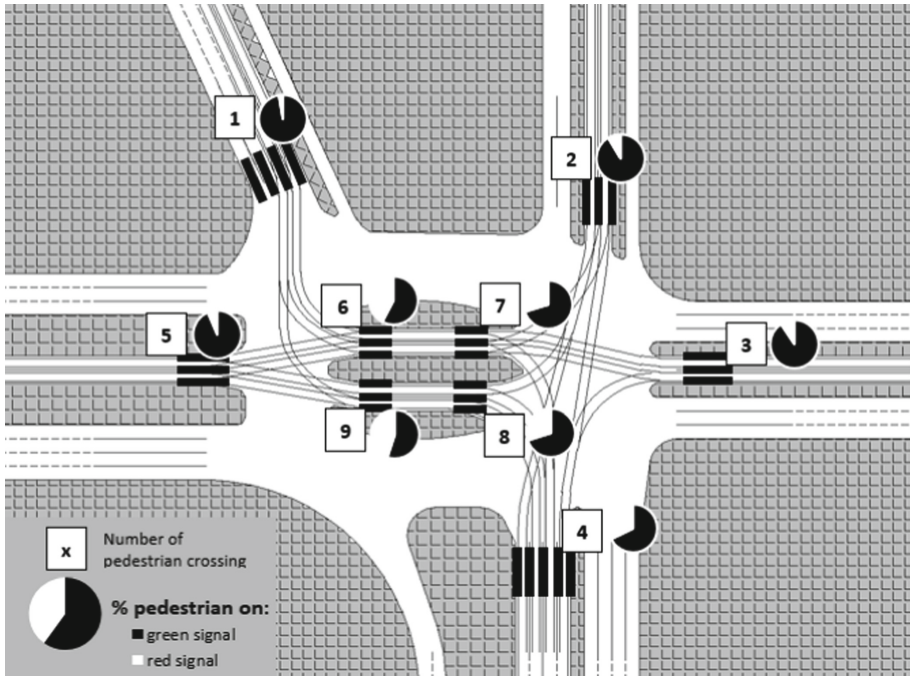 1
2
6
7
5
3
9
8
4
x
Number of
pedestrian crossing
% pedestrian on:
green signal
red signal